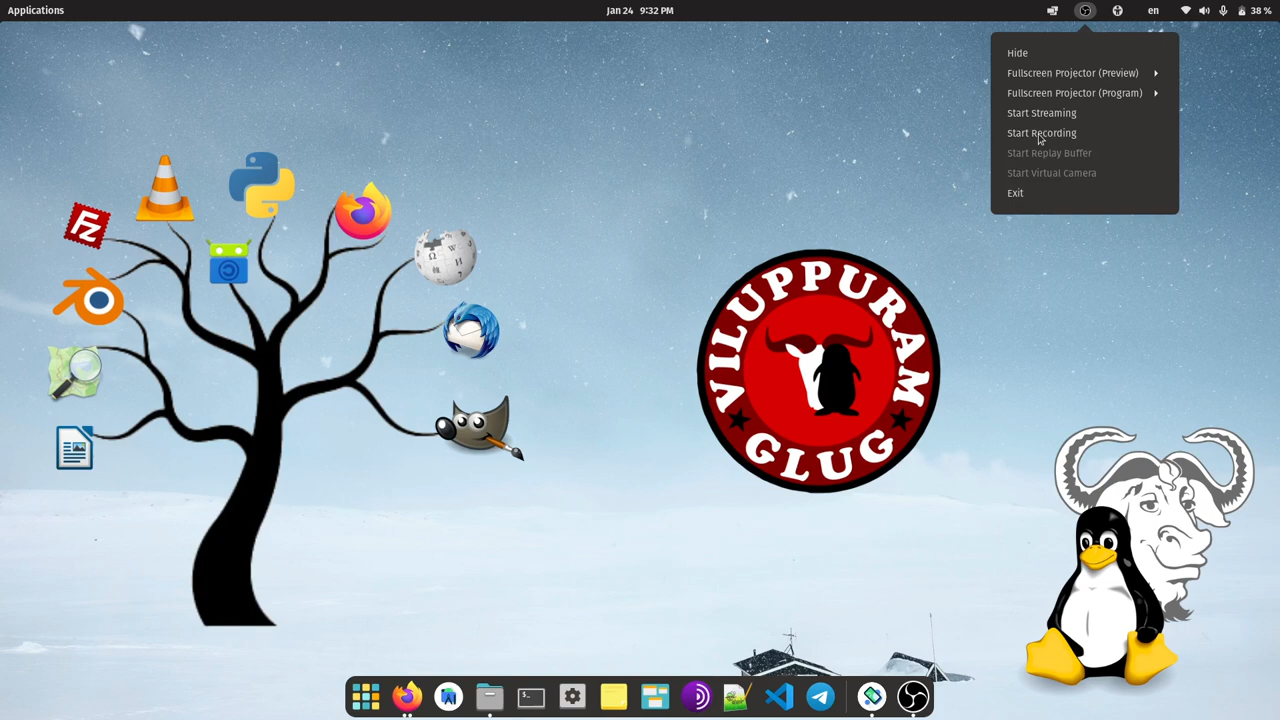 Applications
Jan 24 9:32 PM
en
38 %
Hide
Fullscreen Projector (Preview)
Fullscreen Projector (Program)
Start Streaming
Start Recording
Start Replay Buffer
Start Virtual Camera
Exit
Fz
VILUPPURAM
GLUG